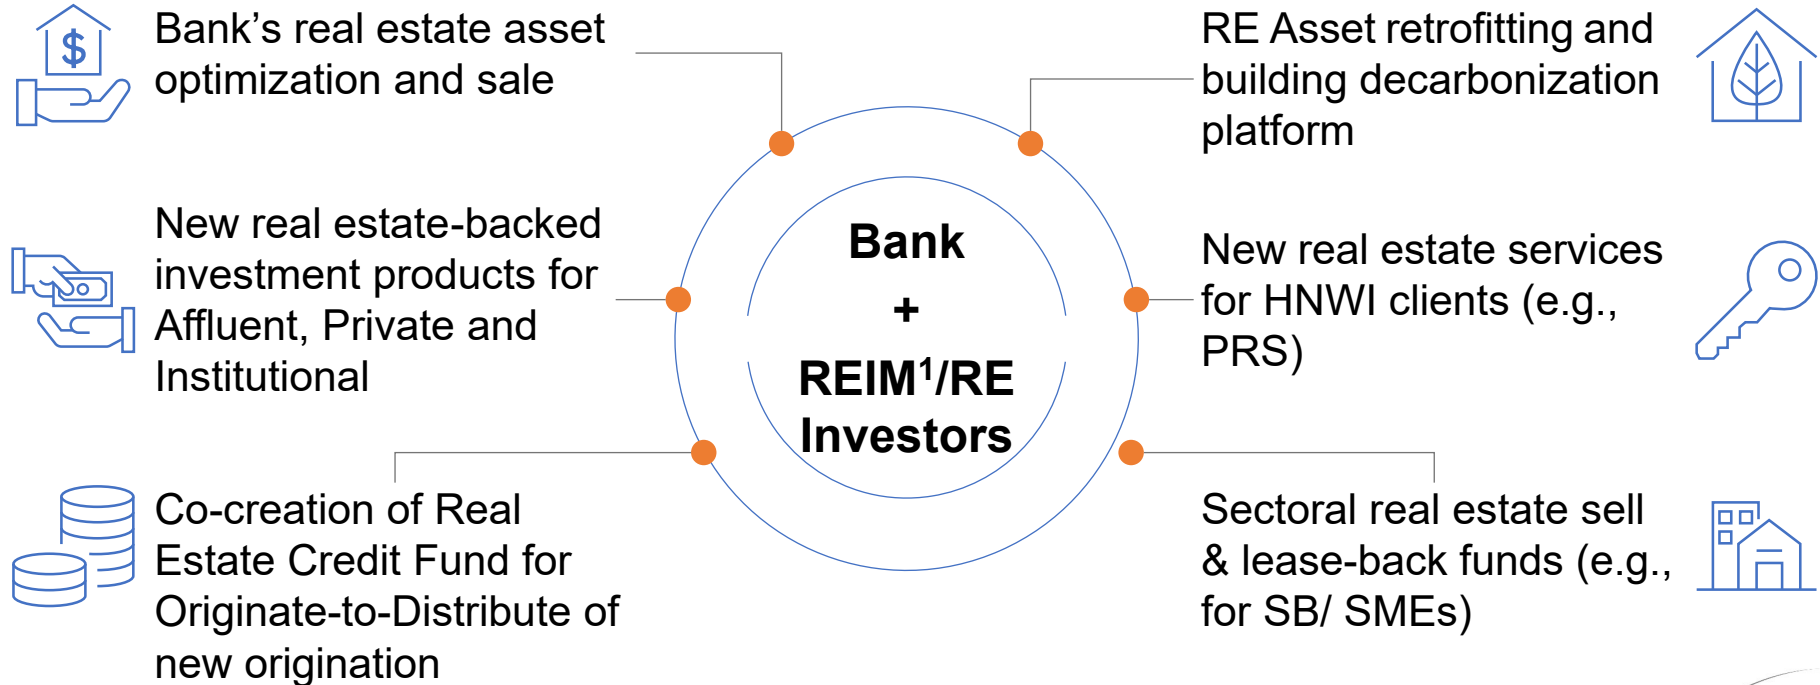 Bank’s real estate asset
optimization and sale
New real estate-backed
investment products for
Affluent, Private and
Institutional
Co-creation of Real
Estate Credit Fund for
Originate-to-Distribute of
new origination
$
Bank
+
REIM¹/RE
Investors
RE Asset retrofitting and
building decarbonization
platform
New real estate services
for HNWI clients (e.g.,
PRS)
Sectoral real estate sell
& lease-back funds (e.g.,
for SB/ SMEs)